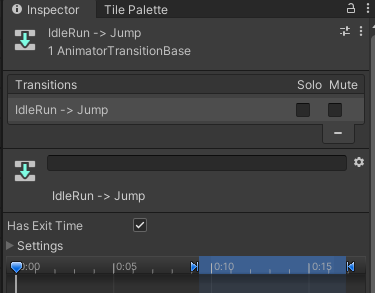 Inspector Tile Palette
IdleRun -> Jump
1 AnimatorTransitionBase
Transitions Solo Mute
IdleRun -> Jump
IdleRun -> Jump
Has Exit Time
Settings
0:00 0:05 0:10 0:15